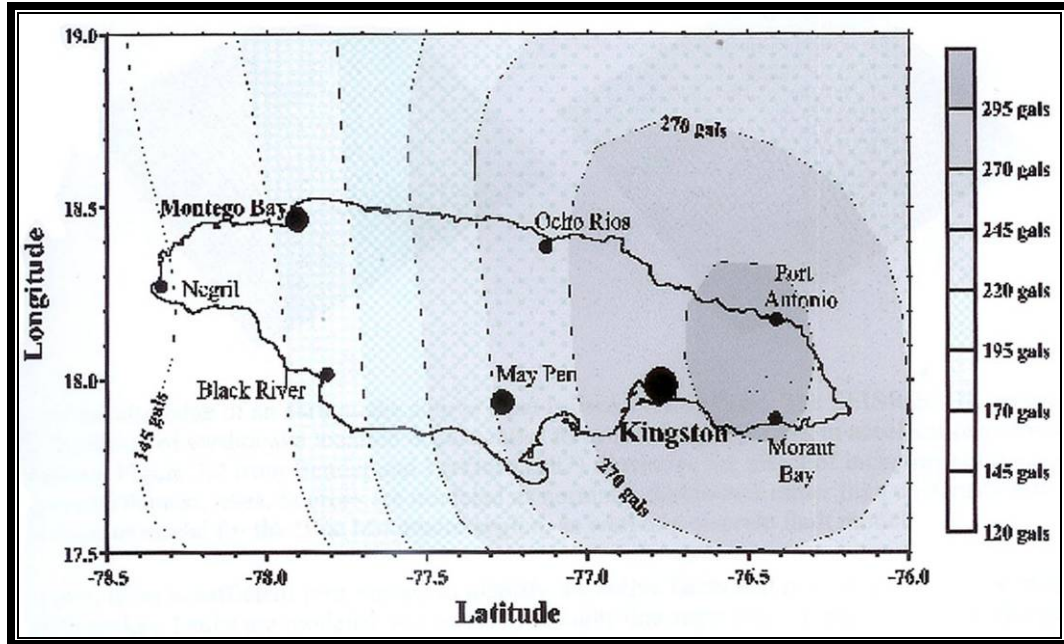 19.0
18.5
18.0
17.5
Longitude
-78.5
-78.0
-77.5
-77.0
-76.5
-76.0
Latitude
270 gals
Montego Bay
Ocho Rios
Negril
Port
Antonio
Black River
May Pen
Kingston
Morant
Bay
145 gals
270 gals
295 gals
270 gals
245 gals
220 gals
195 gals
170 gals
145 gals
120 gals